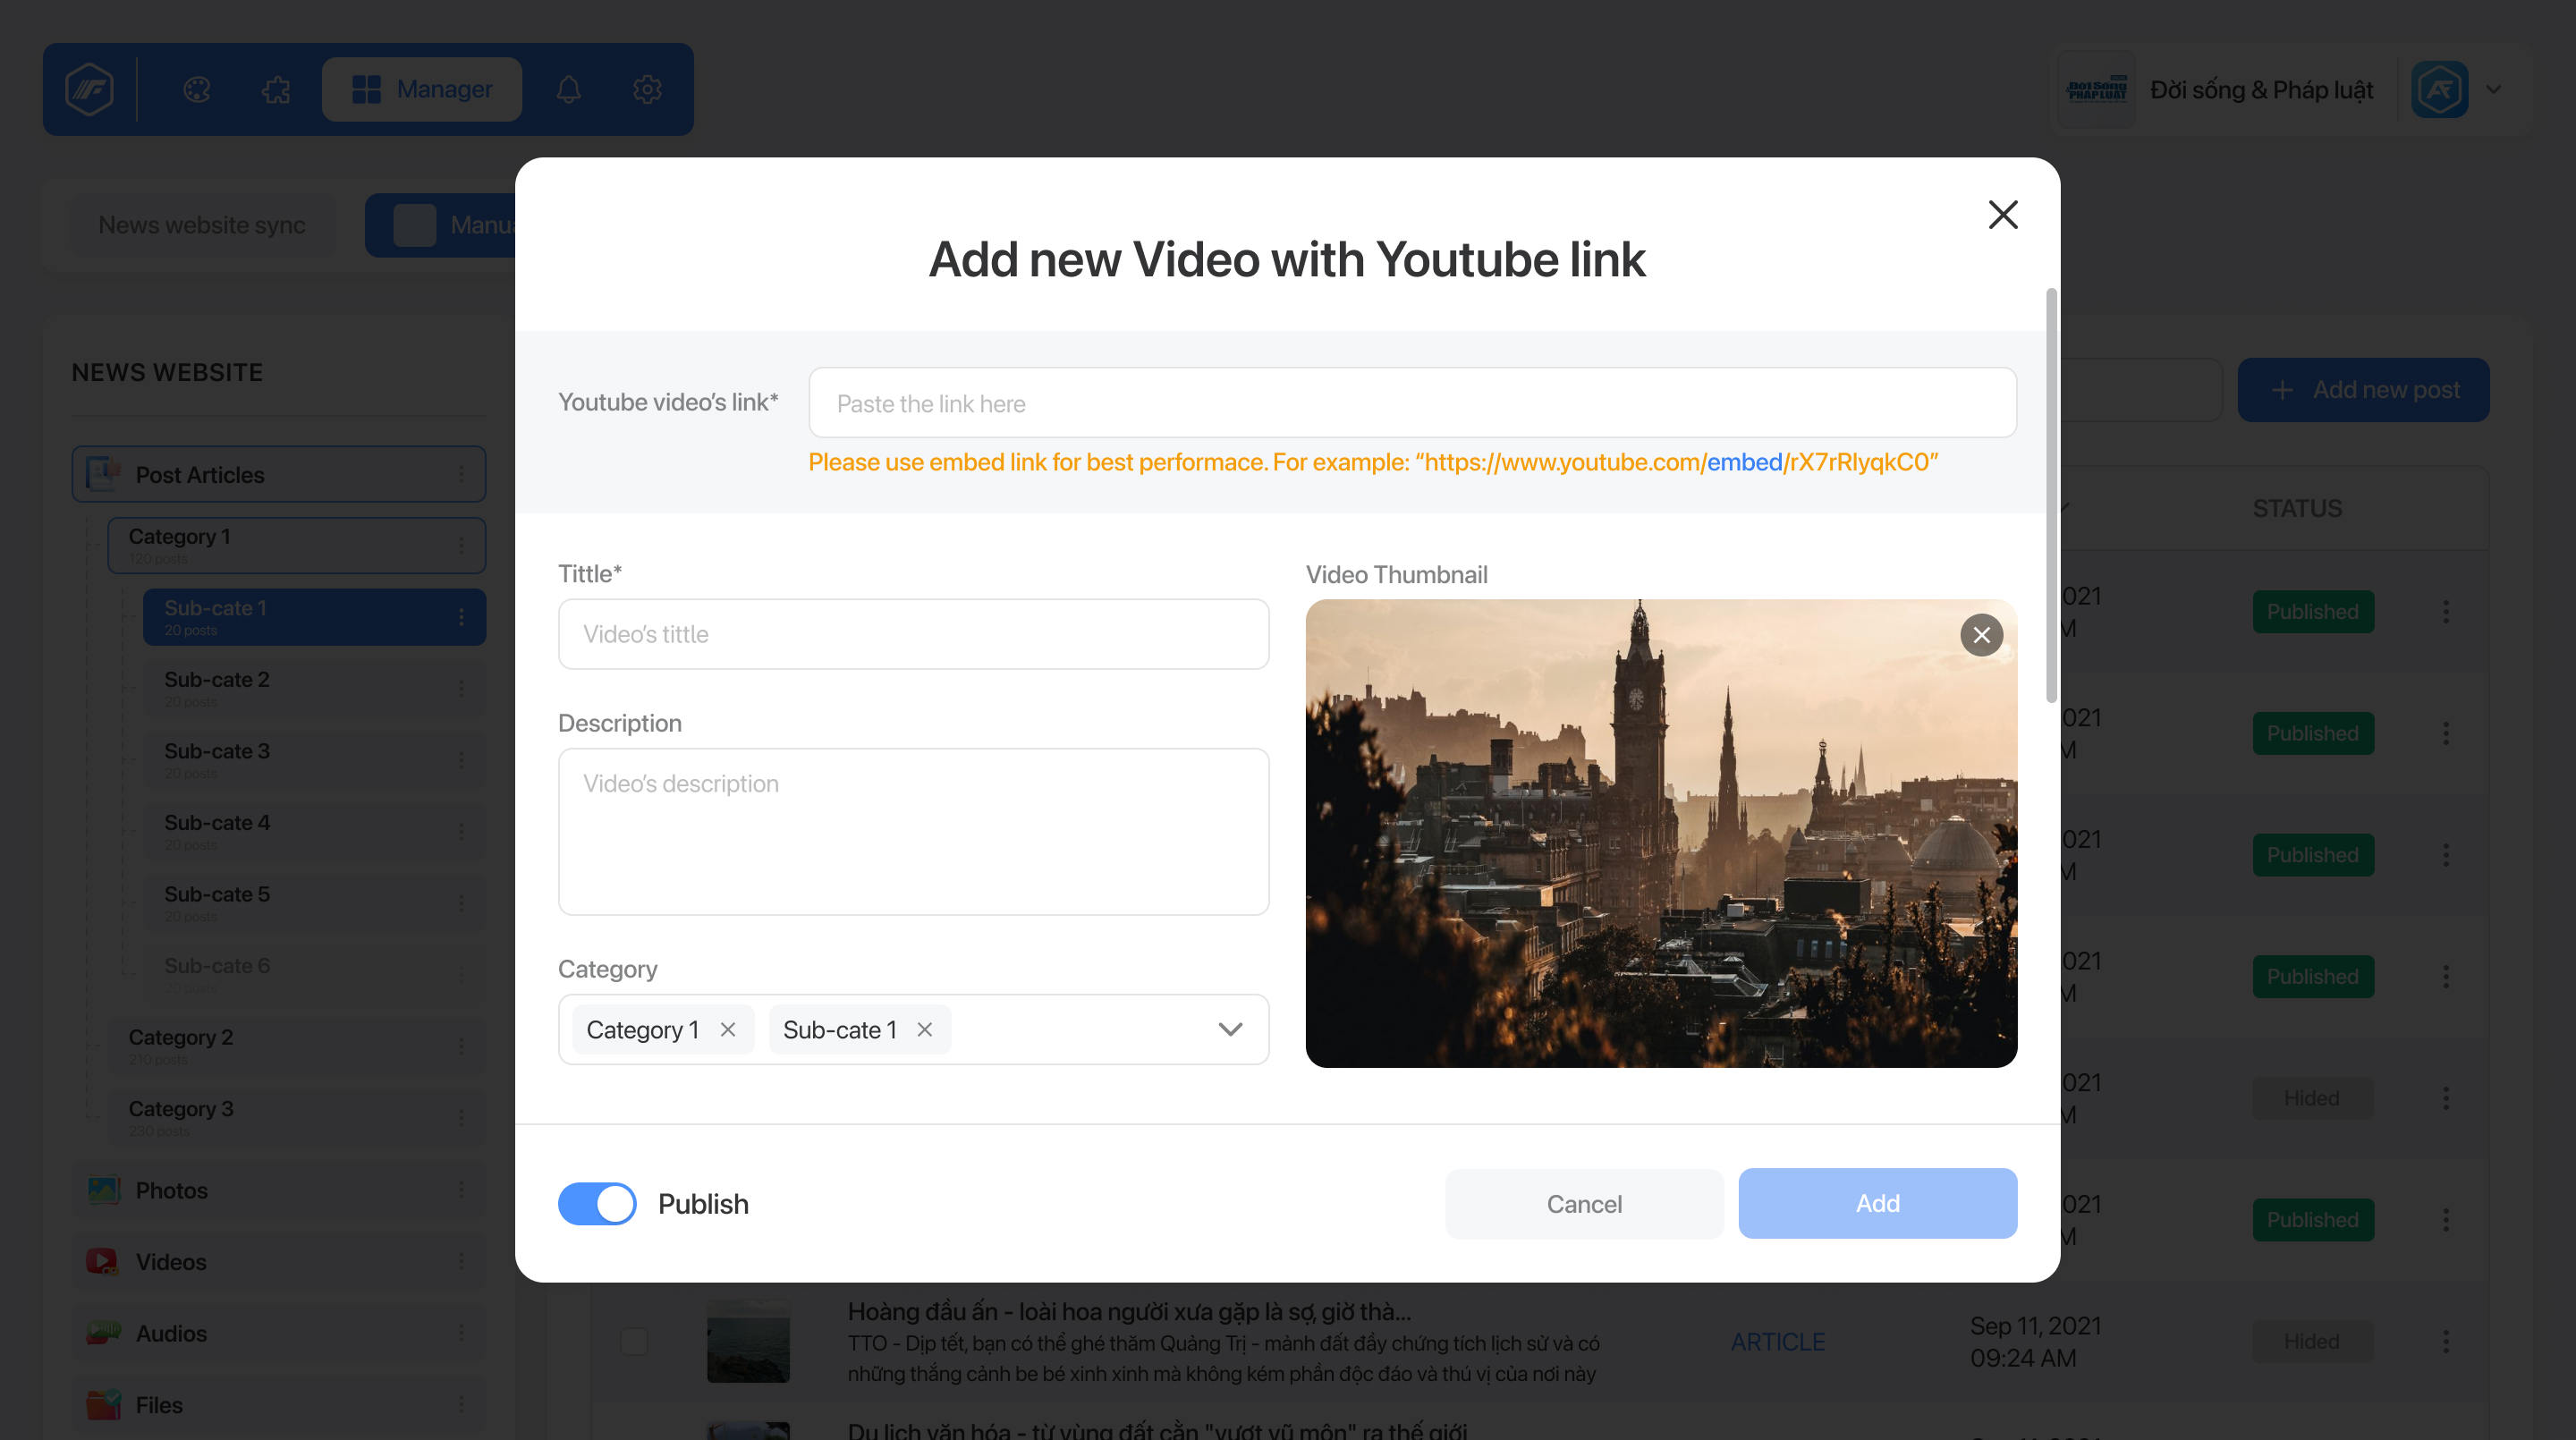 Manager
Đời Sống
PHÁP LUẬT
Đời sống & Pháp luật
News website sync
Manua
Add new Video with Youtube link
NEWS WEBSITE
Youtube video’s link*
Paste the link here
Please use embed link for best performace. For example: “https://www.youtube.com/embed/rX7rRlyqkC0”
Add new post
Post Articles
Category 1
120 posts
Sub-cate 1
20 posts
Sub-cate 2
20 posts
Sub-cate 3
20 posts
Sub-cate 4
20 posts
Sub-cate 5
20 posts
Sub-cate 6
20 posts
Category 2
210 posts
Category 3
230 posts
Photos
Videos
Audios
Files
Tittle*
Video’s tittle
Description
Video’s description
Category
Category 1
Sub-cate 1
Video Thumbnail
Publish
Cancel
Add
STATUS
021
M
Published
021
M
Published
021
M
Published
021
M
Published
021
M
Hided
021
M
Published
Hoàng đầu ấn - loài hoa người xưa gặp là sợ, giờ thà...
TTO - Dịp tết, bạn có thể ghé thăm Quảng Trị - mảnh đất đầy chứng tích lịch sử và có
những thắng cảnh be bé xinh xinh mà không kém phần độc đáo và thú vị của nơi này
ARTICLE
Sep 11, 2021
09:24 AM
Hided
Du lịch văn hóa - từ vùng đất cằn "vượt vũ môn" ra thế giới